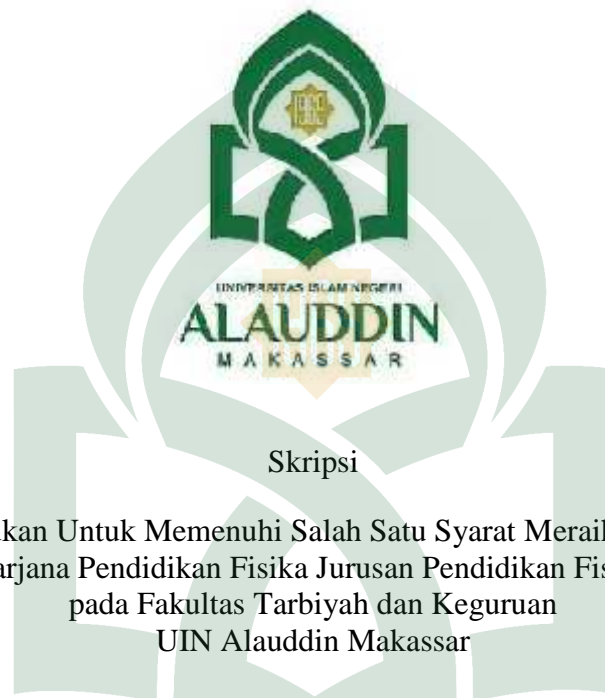 UNIVERSITAS ISLAM NEGERI
ALAUDDIN
MAKASSAR
Skripsi
Untuk Memenuhi Salah Satu Syarat
Pendidikan Fisika Jurusan Pendidikan
pada Fakultas Tarbiyah dan Keguruan
UIN Alauddin Makassar